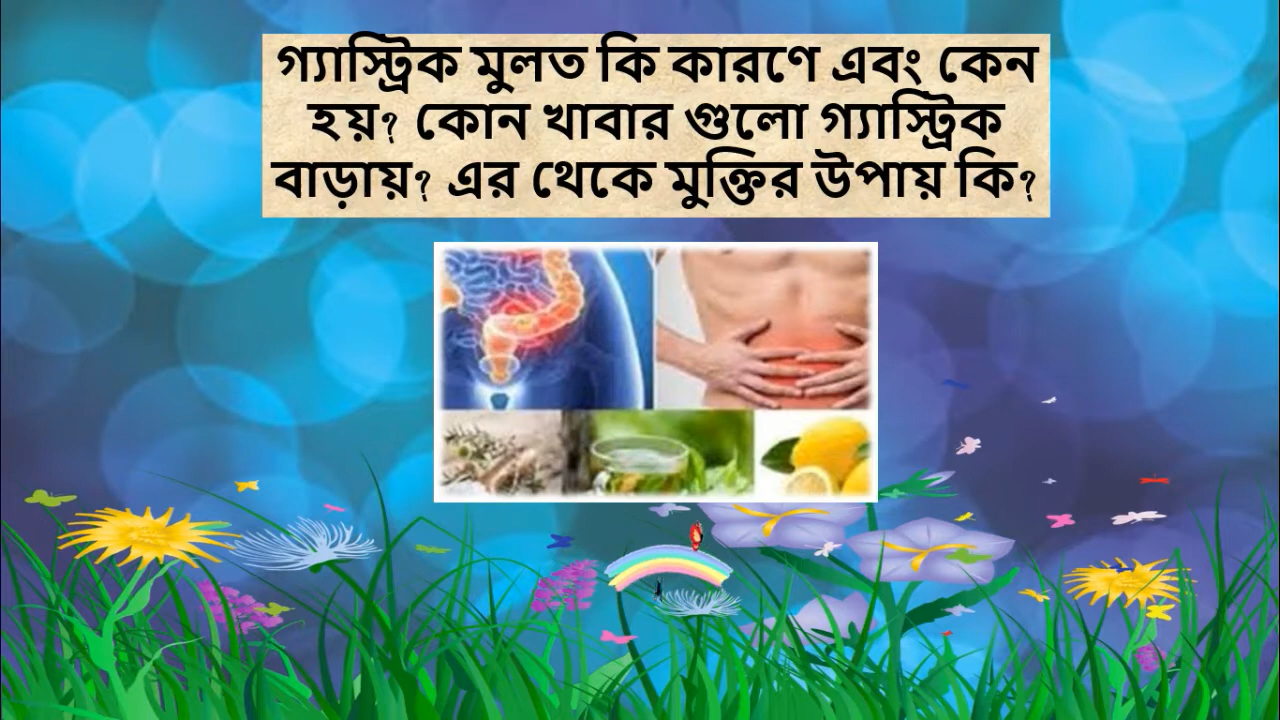 গ্যাস্ট্রিক মুলত কি কারণে এবং কেন
হয়? কোন খাবার গুলো গ্যাস্ট্রিক
বাড়ায়? এর থেকে মুক্তির উপায় কি?